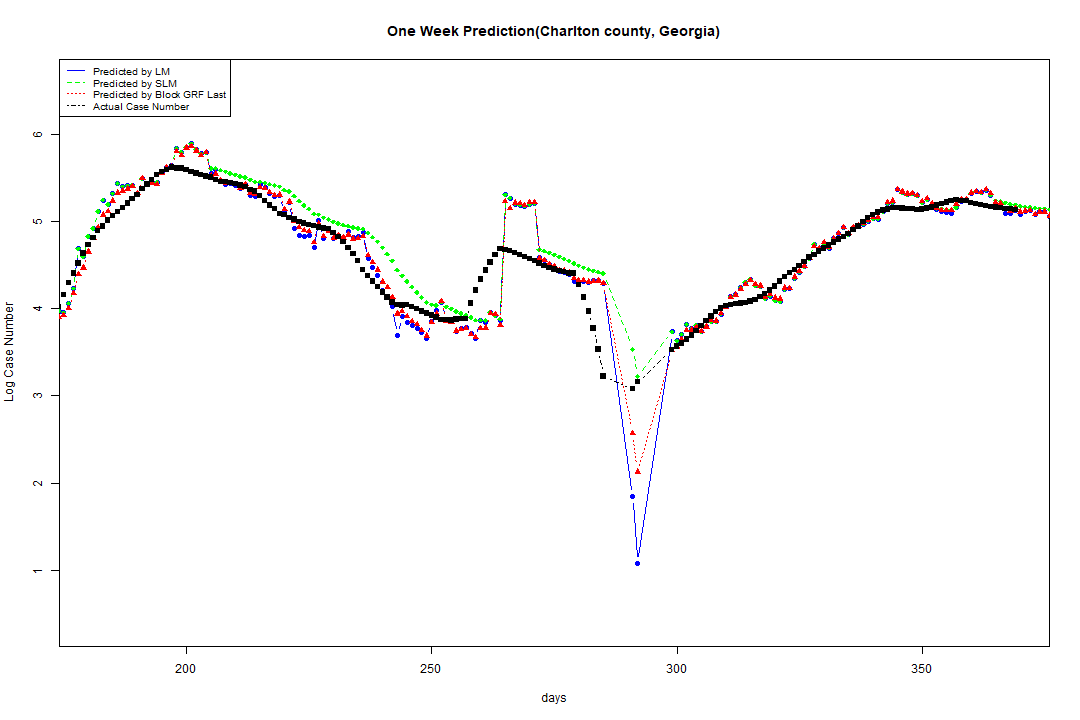 One Week Prediction(Charlton county, Georgia)
Predicted by LM
Predicted by SLM
Predicted by Block GRF Last
Actual Case Number
6
5
4
3
2
1
Log Case Number
200 250 300 350
days